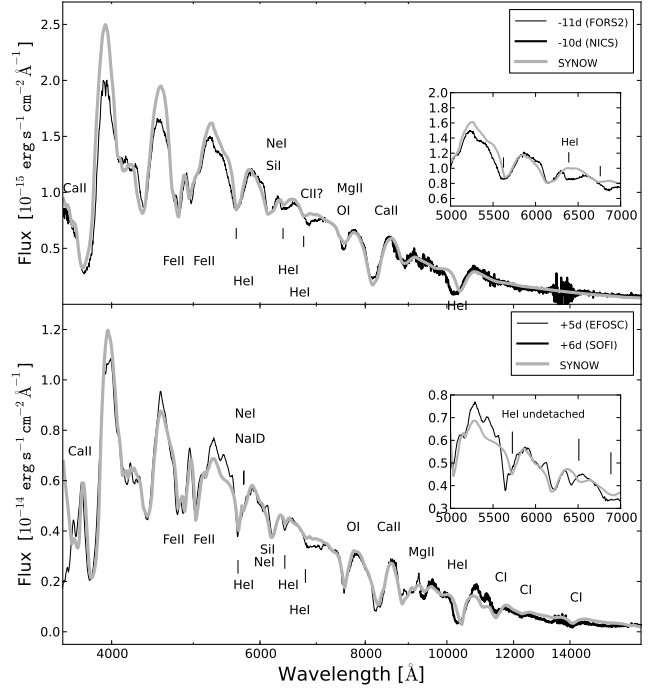 2.5
2.0
1.5
1.0
0.5
Flux [10⁻¹⁵ erg s⁻¹ cm⁻² Å⁻¹]
-11d (FORS2)
-10d (NICS)
SYNOW
CaII
FeII FeII
NeI
SiI
HeI
HeI
HeI
CII?
MgII
OI
CaII
HeI
2.0
1.8
1.6
1.4
1.2
1.0
0.8
0.6
HeI
5000 5500 6000 6500 7000
1.2
1.0
0.8
0.6
0.4
0.2
0.0
Flux [10⁻¹⁴ erg s⁻¹ cm⁻² Å⁻¹]
+5d (EFOSC)
+6d (SOFI)
SYNOW
CaII
FeII FeII
NeI
NaID
SiI
NeI
HeI
HeI
HeI
OI
CaII
MgII
HeI
CI
CI
CI
0.8
0.7
0.6
0.5
0.4
0.3
HeI undetached
5000 5500 6000 6500 7000
4000 6000 8000 10000 12000 14000
Wavelength [Å]